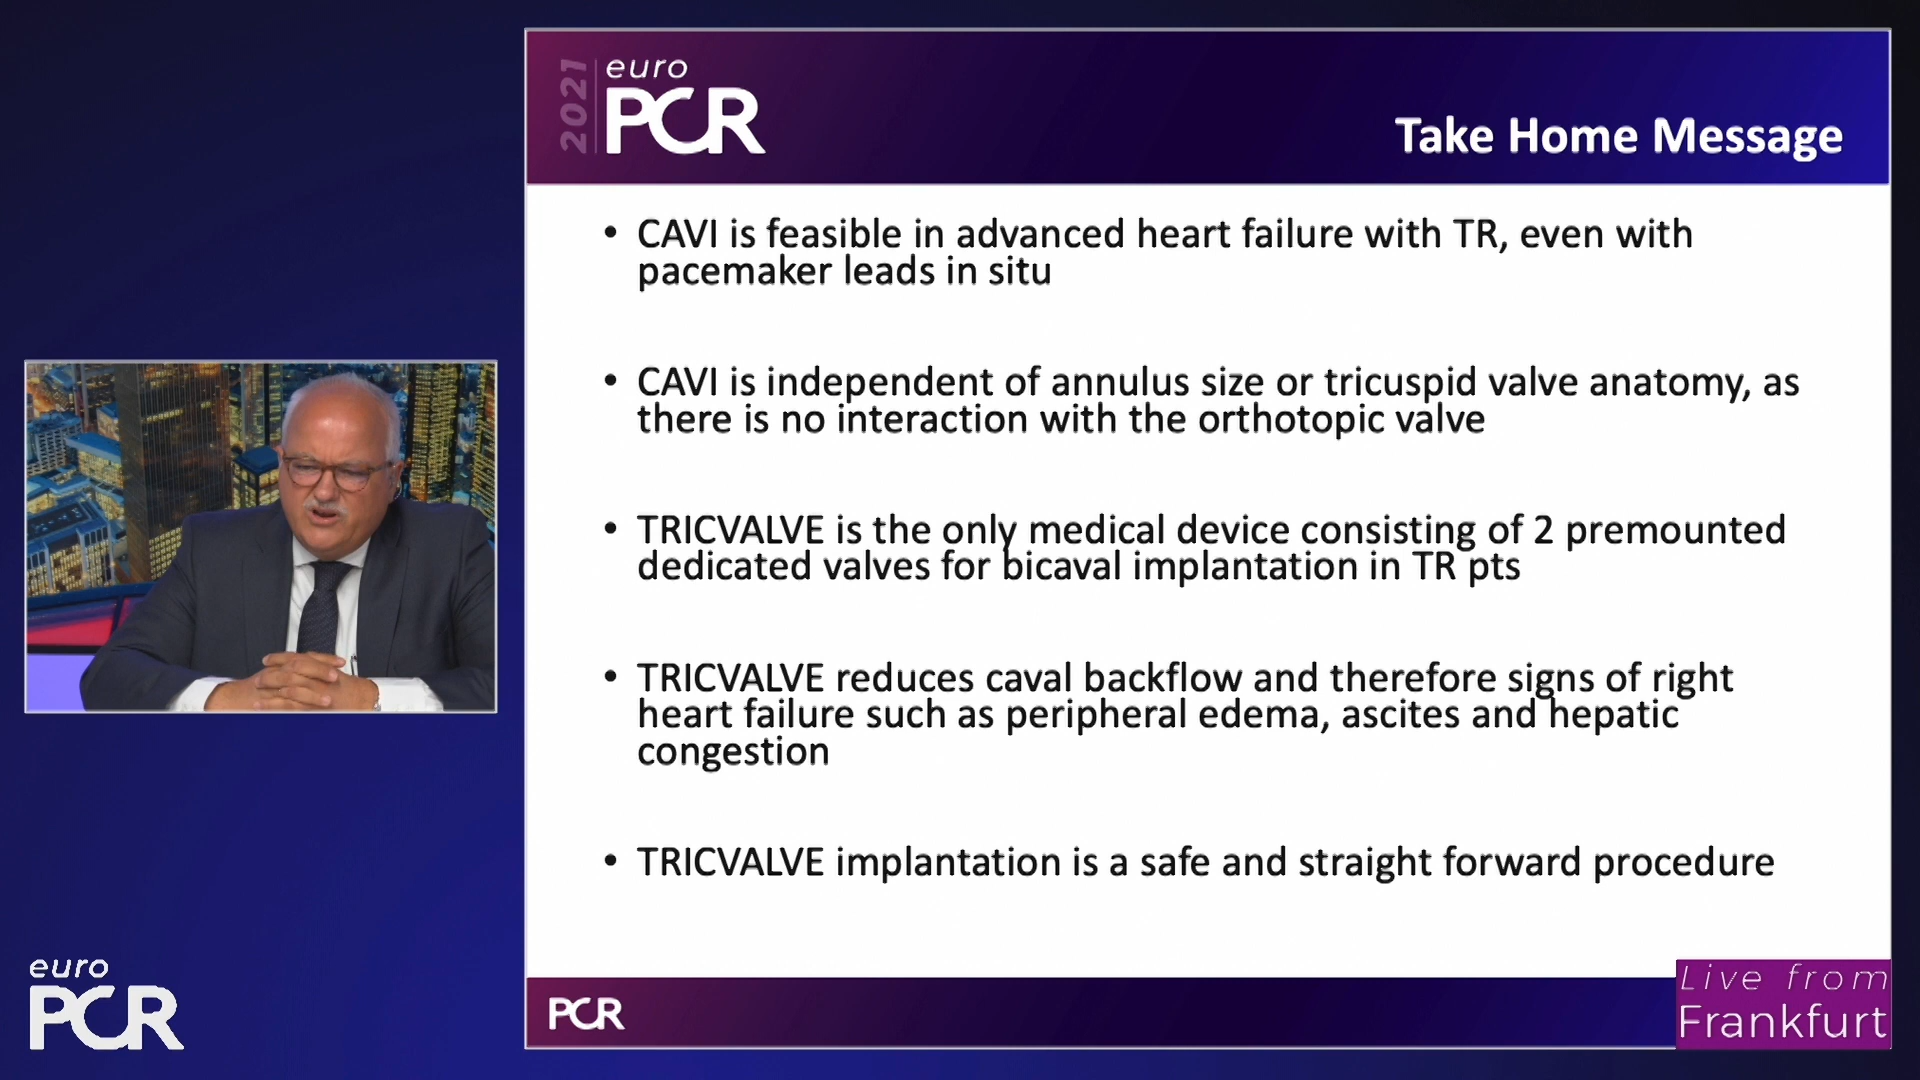 2021
euro
PCR
Take Home Message
• CAVI is feasible in advanced heart failure with TR, even with
pacemaker leads in situ
• CAVI is independent of annulus size or tricuspid valve anatomy, as
there is no interaction with the orthotopic valve
• TRICVALVE is the only medical device consisting of 2 premounted
dedicated valves for bicaval implantation in TR pts
• TRICVALVE reduces caval backflow and therefore signs of right
heart failure such as peripheral edema, ascites and hepatic
congestion
• TRICVALVE implantation is a safe and straight forward procedure
euro
PCR
PCR
Live from
Frankfurt